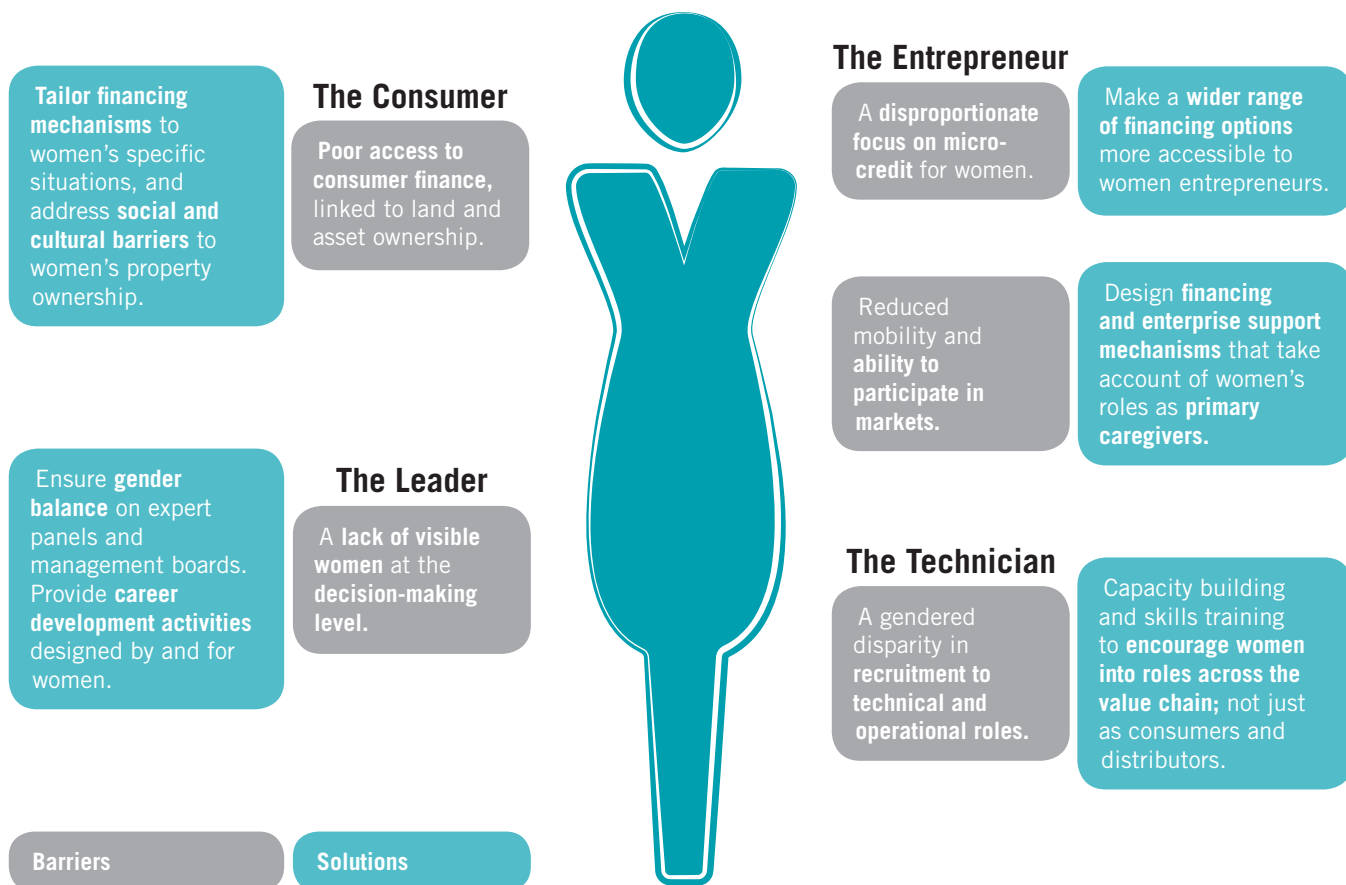 Tailor financing
mechanisms to
women's specific
situations, and
address social and
cultural barriers to
women's property
ownership.
The Consumer
Poor access to
consumer finance,
linked to land and
asset ownership.
Ensure gender
balance on expert
panels and
management boards.
Provide career
development activities
designed by and for
women.
The Leader
A lack of visible
women at the
decision-making
level.
Barriers
Solutions
The Entrepreneur
A disproportionate
focus on micro-
credit for women.
Make a wider range
of financing options
more accessible to
women entrepreneurs.
Reduced
mobility and
ability to
participate in
markets.
Design financing
and enterprise support
mechanisms that take
account of women's
roles as primary
caregivers.
The Technician
A gendered
disparity in
recruitment to
technical and
operational roles.
Capacity building
and skills training
to encourage women
into roles across the
value chain; not just
as consumers and
distributors.